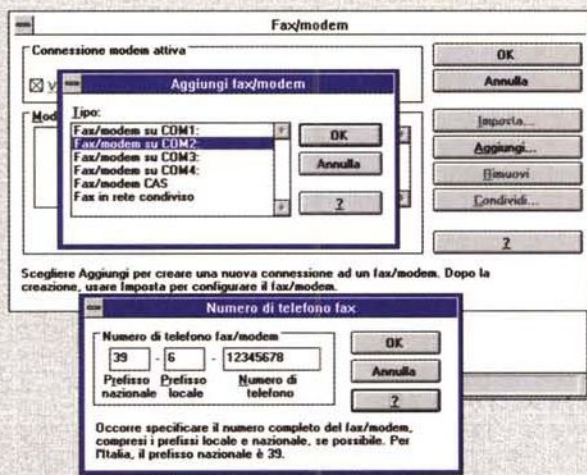 Fax/modem
Connessione modem attiva
OK
Annulla
V
Aggiungi fax/modem
Mod
Tipo:
Fax/modem su COM1:
Fax/modem su COM2:
Fax/modem su COM3:
Fax/modem su COM4:
Fax/modem CAS
Fax in rete condiviso
OK
Annulla
?
Imposta...
Aggiungi...
Rimuovi
Condividi...
?
Scegliere Aggiungi per creare una nuova connessione ad un fax/modem. Dopo la
creazione, usare Imposta per configurare il fax/modem.
Numero di telefono fax
Numero di telefono fax/modem
39 - 6 - 12345678
Prefisso Prefisso Numero di
nazionale locale telefono
OK
Annulla
?
Occorre specificare il numero completo del fax/modem,
compresi i prefissi locale e nazionale, se possibile. Per
l'Italia, il prefisso nazionale è 39.